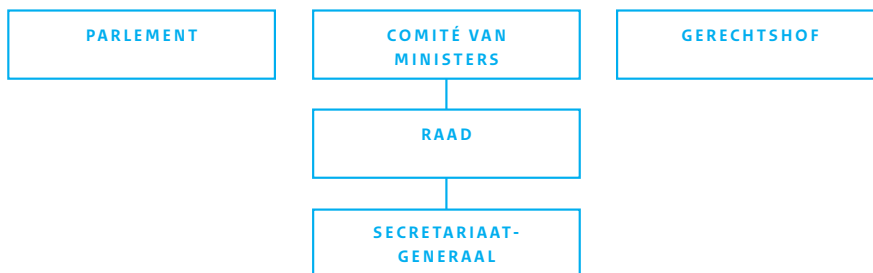 PARLEMENT
COMITÉ VAN
MINISTERS
GERECHTSHOF
RAAD
SECRETARIAAT-
GENERAAL